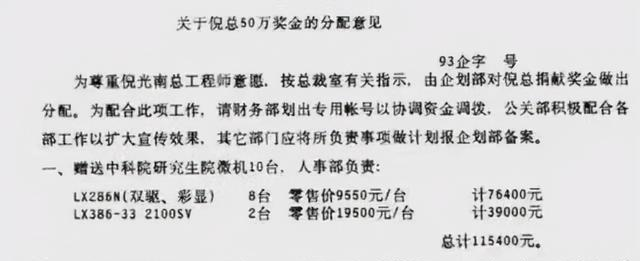 关于倪总50万奖金的分配意见
93企字 号
为尊重倪光南总工程师意愿，按总裁室有关指示，由企划部对倪总捐献奖金做出
分配。为配合此项工作，请财务部划出专用帐号以协调资金调拨，公关部积极配合各
部工作以扩大宣传效果，其它部门应将所负责事项做计划报企划部备案。
一、赠送中科院研究生院微机10台，人事部负责：
LX286N(双驱、彩显) 8台 零售价9550元/台 计76400元
LX386-33 2100SV 2台 零售价19500元/台 计39000元
总计115400元。